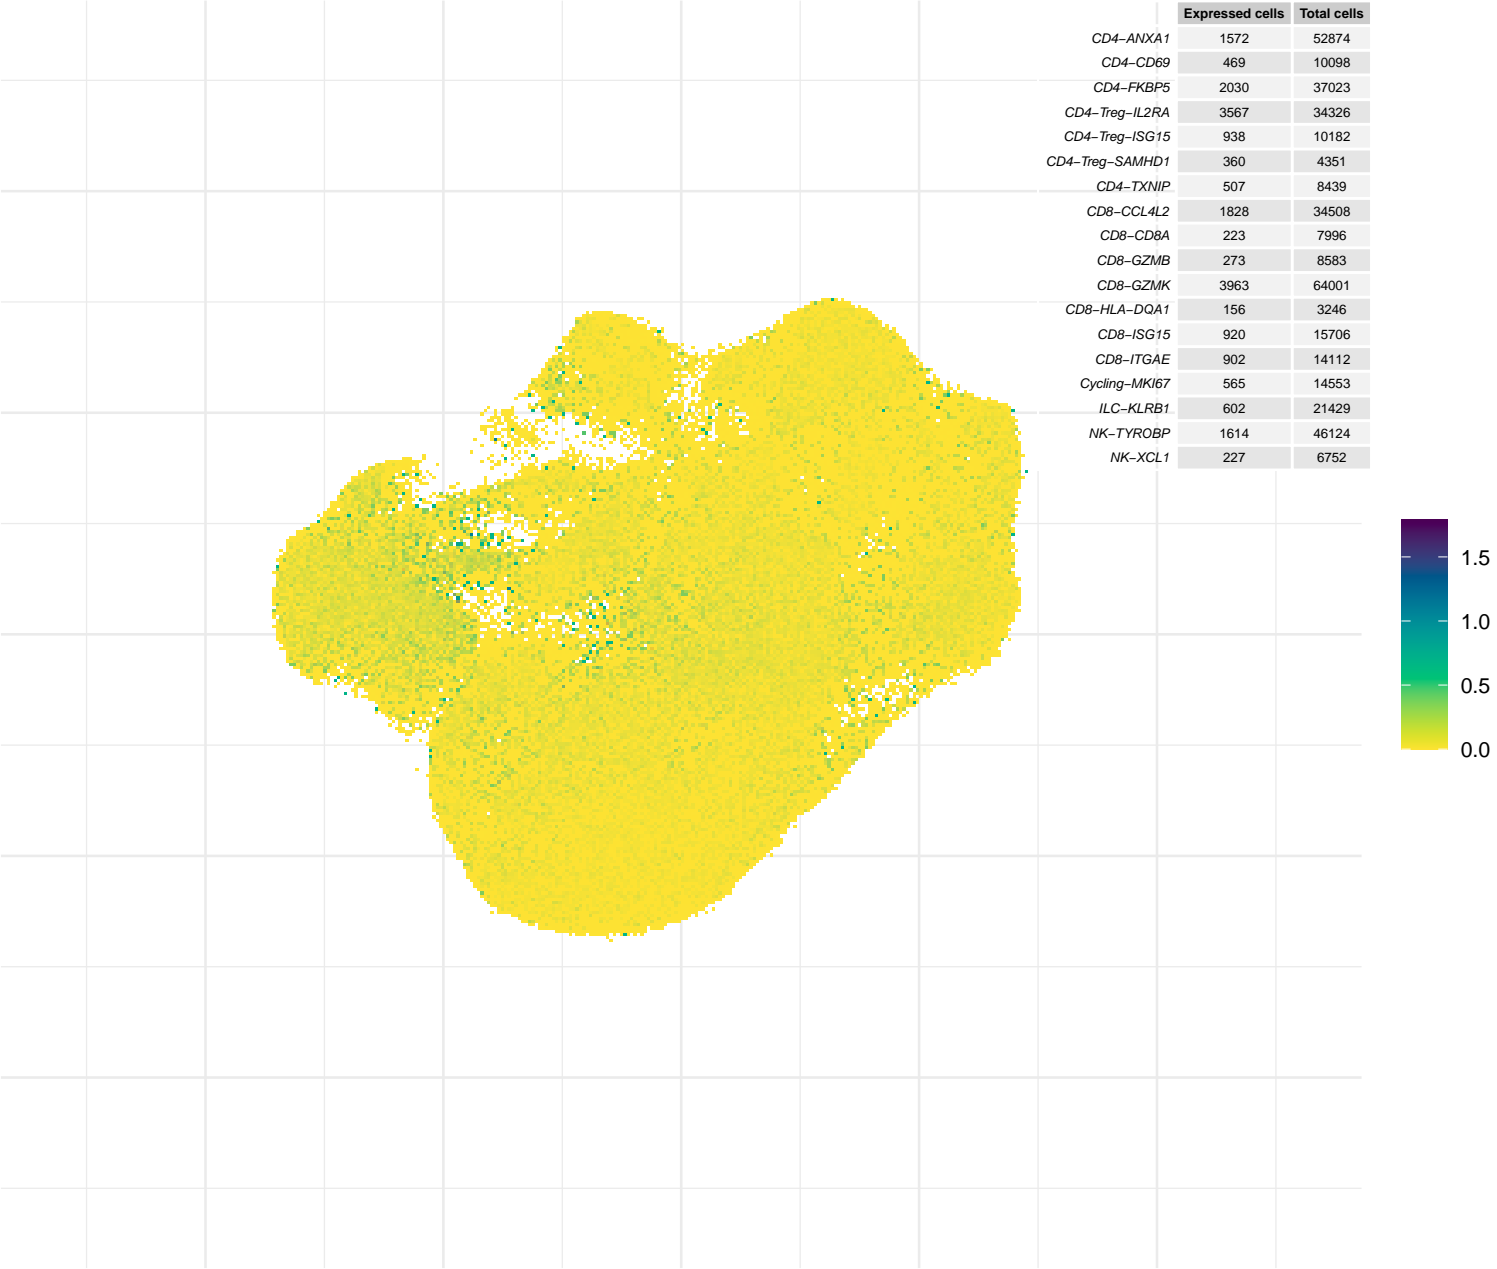 Expressed cells Total cells
CD4−ANXA1 1572 52874
CD4−CD69 469 10098
CD4−FKBP5 2030 37023
CD4−Treg−IL2RA 3567 34326
CD4−Treg−ISG15 938 10182
CD4−Treg−SAMHD1 360 4351
CD4−TXNIP 507 8439
CD8−CCL4L2 1828 34508
CD8−CD8A 223 7996
CD8−GZMB 273 8583
CD8−GZMK 3963 64001
CD8−HLA−DQA1 156 3246
CD8−ISG15 920 15706
CD8−ITGAE 902 14112
Cycling−MKI67 565 14553
ILC−KLRB1 602 21429
NK−TYROBP 1614 46124
NK−XCL1 227 6752
1.5
1.0
0.5
0.0